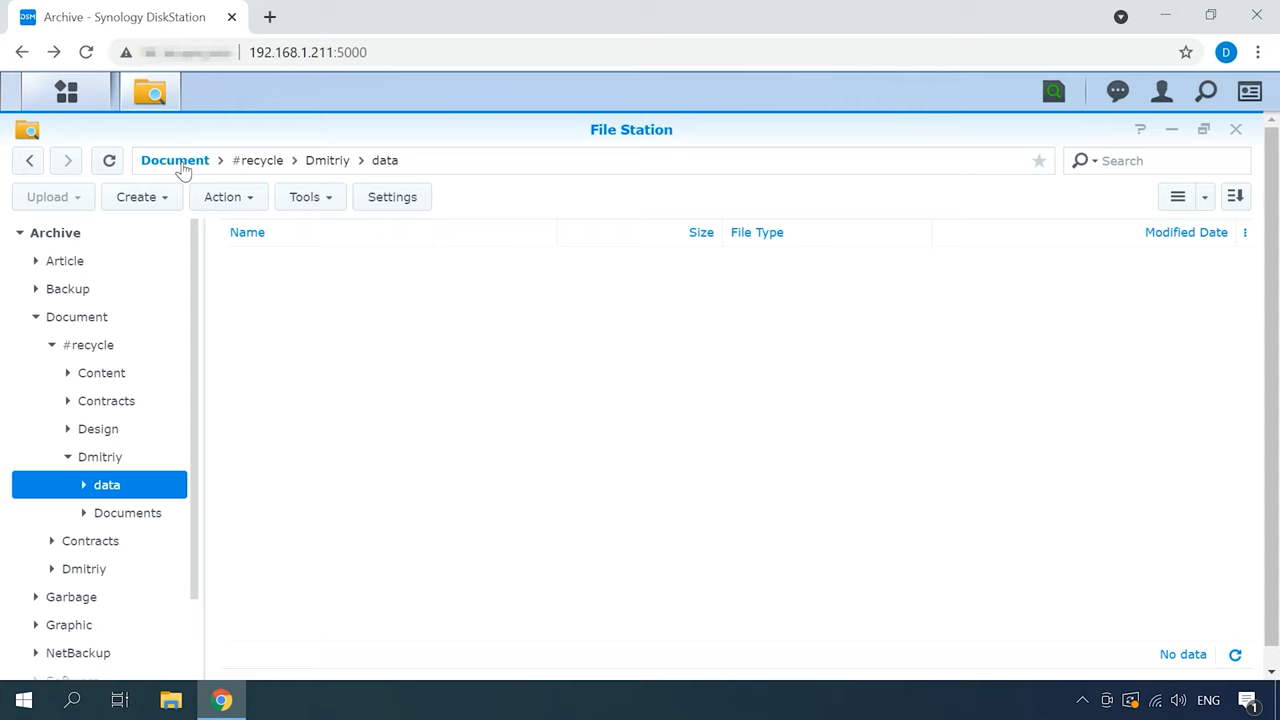 DSM Archive - Synology DiskStation
192.168.1.211:5000
D
File Station
Document > #recycle > Dmitriy > data
Search
Upload
Create
Action
Tools
Settings
Name
Size
File Type
Modified Date
Archive
Article
Backup
Document
#recycle
Content
Contracts
Design
Dmitriy
data
Documents
Contracts
Dmitriy
Garbage
Graphic
NetBackup
No data
ENG
1